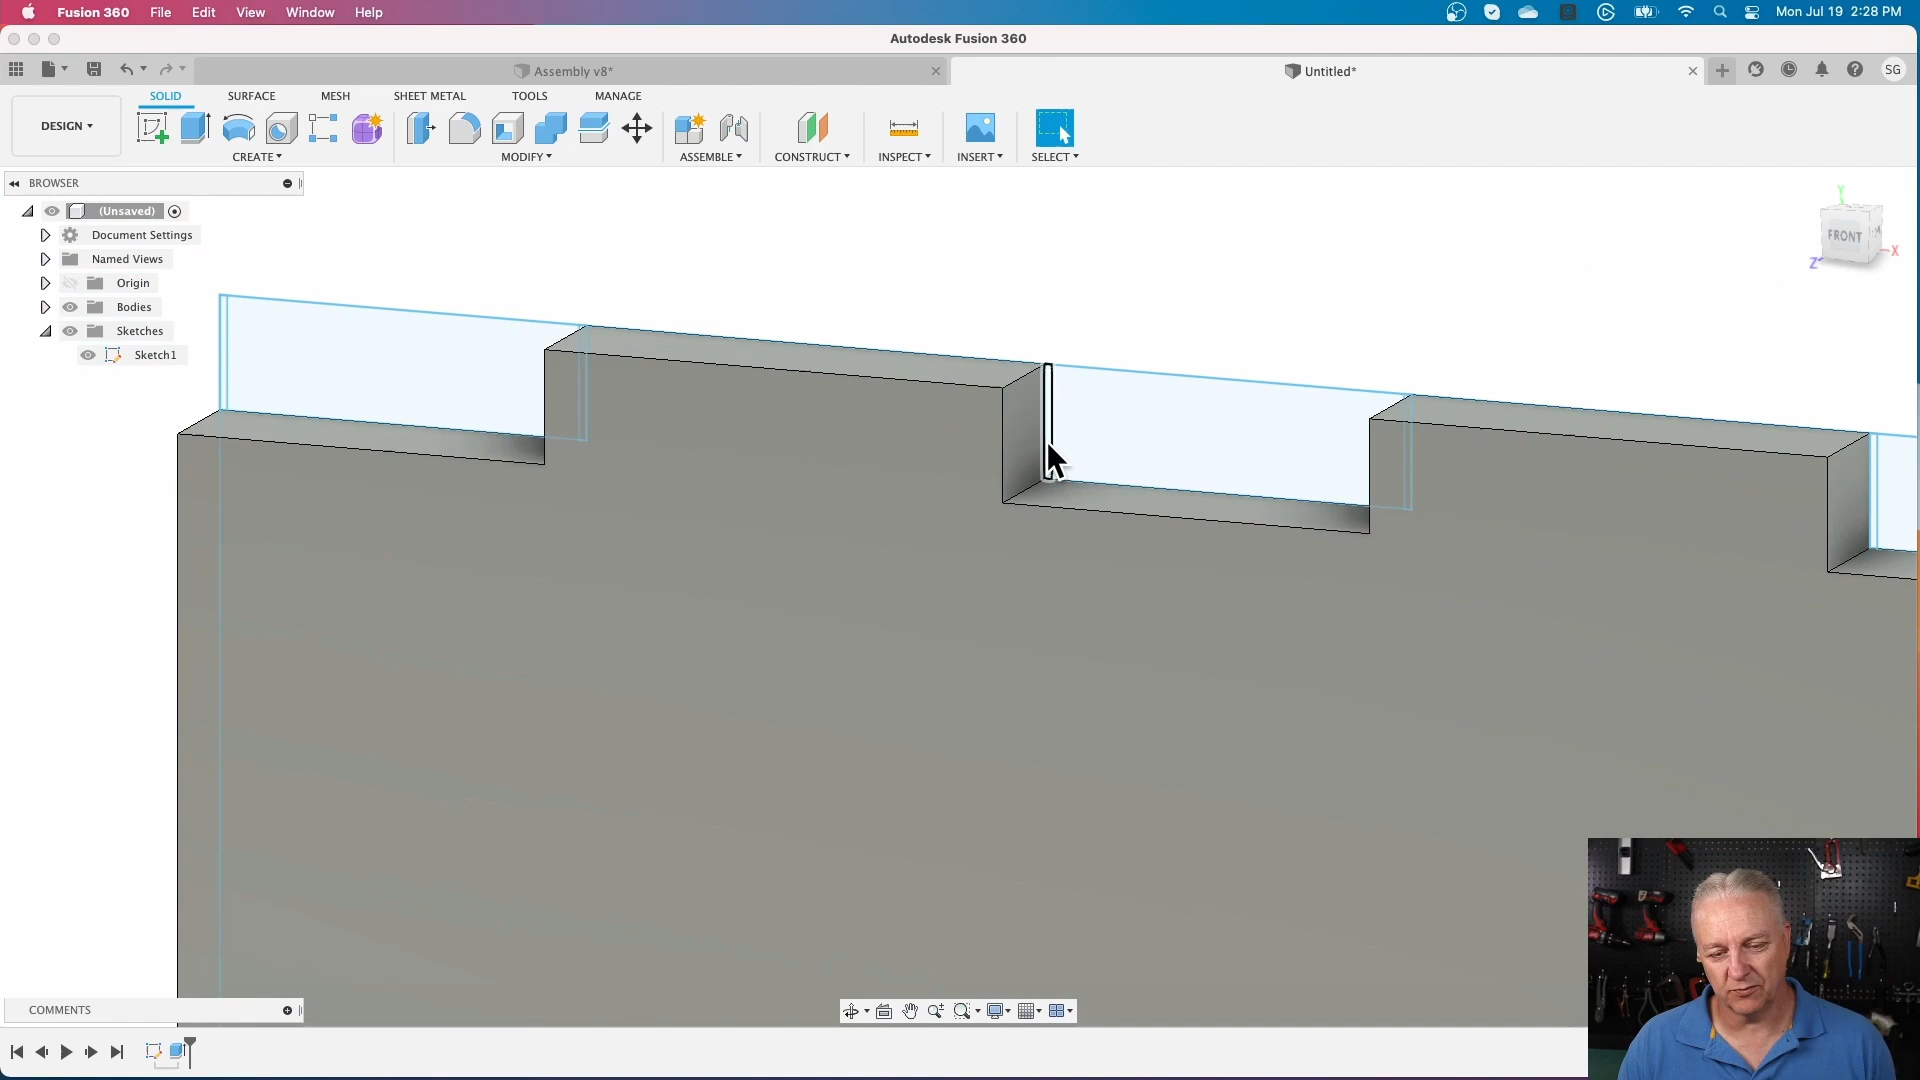 Fusion 360 File Edit View Window Help Mon Jul 19 2:28 PM
Autodesk Fusion 360
Assembly v8* Untitled* SG
SOLID SURFACE MESH SHEET METAL TOOLS MANAGE
DESIGN
CREATE MODIFY ASSEMBLE CONSTRUCT INSPECT INSERT SELECT
BROWSER
(Unsaved)
Document Settings
Named Views
Origin
Bodies
Sketches
Sketch1
Y
FRONT
X
Z
COMMENTS